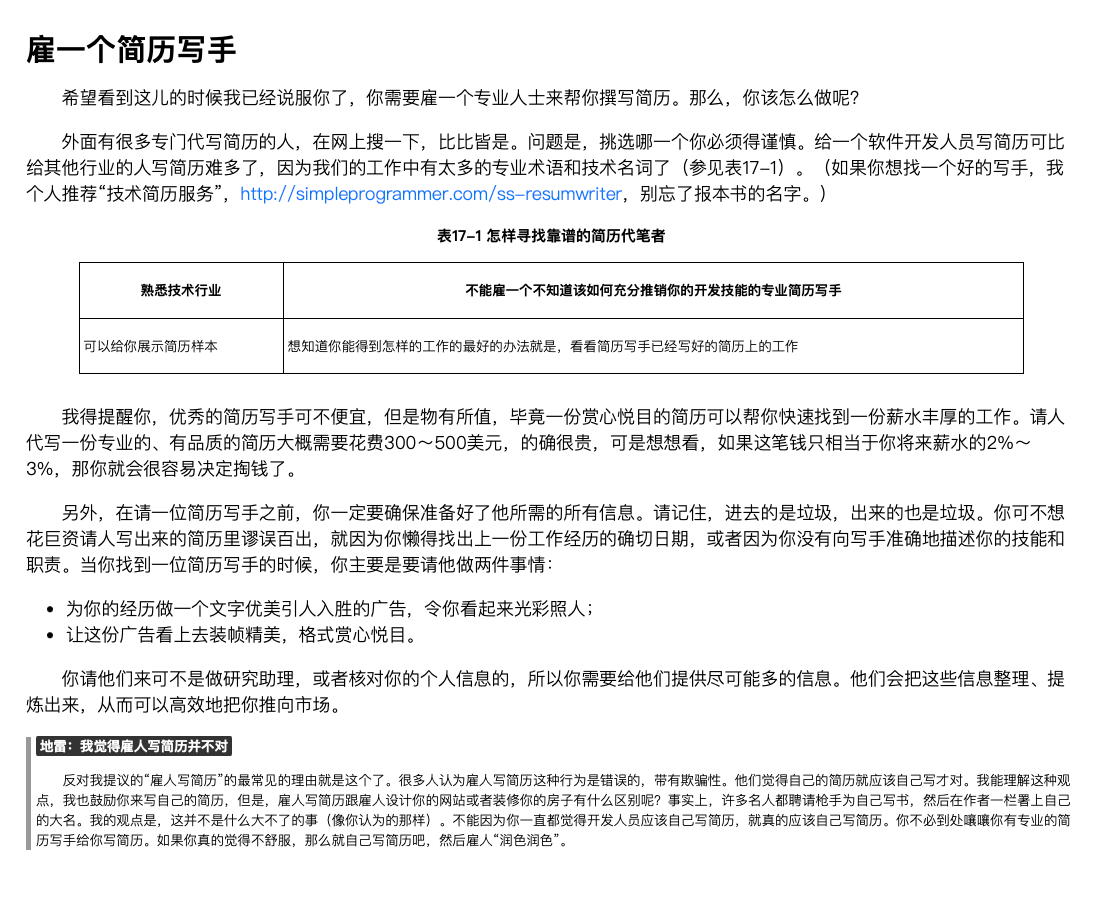 雇一个简历写手
希望看到这儿的时候我已经说服你了，你需要雇一个专业人士来帮你撰写简历。那么，你该怎么做呢？
外面有很多专门代写简历的人，在网上搜一下，比比皆是。问题是，挑选哪一个你必须得谨慎。给一个软件开发人员写简历可比
给其他行业的人写简历难多了，因为我们的工作中有太多的专业术语和技术名词了（参见表17-1）。（如果你想找一个好的写手，我
个人推荐“技术简历服务”，http://simpleprogrammer.com/ss-resumwriter，别忘了报本书的名字。）
表17-1 怎样寻找靠谱的简历代笔者
熟悉技术行业
不能雇一个不知道该如何充分推销你的开发技能的专业简历写手
可以给你展示简历样本
想知道你能得到怎样的工作的最好的办法就是，看看简历写手已经写好的简历上的工作
我得提醒你，优秀的简历写手可不便宜，但是物有所值，毕竟一份赏心悦目的简历可以帮你快速找到一份薪水丰厚的工作。请人
代写一份专业的、有品质的简历大概需要花费300～500美元，的确很贵，可是想想看，如果这笔钱只相当于你将来薪水的2%～
3%，那你就会很容易决定掏钱了。
另外，在请一位简历写手之前，你一定要确保准备好了他所需的所有信息。请记住，进去的是垃圾，出来的也是垃圾。你可不想
花巨资请人写出来的简历里谬误百出，就因为你懒得找出上一份工作经历的确切日期，或者因为你没有向写手准确地描述你的技能和
职责。当你找到一位简历写手的时候，你主要是要请他做两件事情：
• 为你的经历做一个文字优美引人入胜的广告，令你看起来光彩照人；
• 让这份广告看上去装帧精美，格式赏心悦目。
你请他们来可不是做研究助理，或者核对你的个人信息的，所以你需要给他们提供尽可能多的信息。他们会把这些信息整理、提
炼出来，从而可以高效地把你推向市场。
地雷：我觉得雇人写简历并不对
反对我提议的“雇人写简历”的最常见的理由就是这个了。很多人认为雇人写简历这种行为是错误的，带有欺骗性。他们觉得自己的简历就应该自己写才对。我能理解这种观
点，我也鼓励你来写自己的简历，但是，雇人写简历跟雇人设计你的网站或者装修你的房子有什么区别呢？事实上，许多名人都聘请枪手为自己写书，然后在作者一栏署上自己
的大名。我的观点是，这并不是什么大不了的事（像你认为的那样）。不能因为你一直都觉得开发人员应该自己写简历，就真的应该自己写简历。你不必到处嚷嚷你有专业的简
历写手给你写简历。如果你真的觉得不舒服，那么就自己写简历吧，然后雇人“润色润色”。